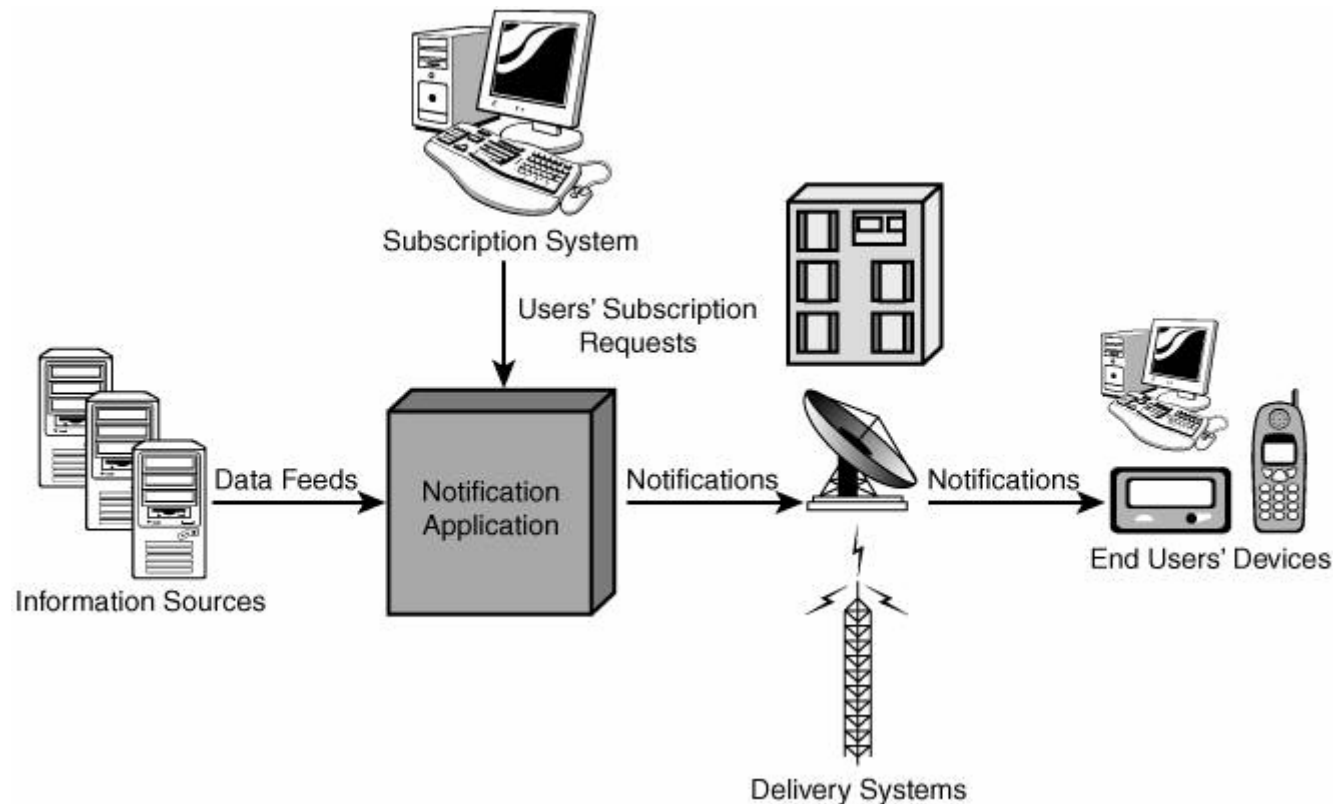 Subscription System
Users' Subscription
Requests
Data Feeds
Notification
Application
Notifications
Notifications
Information Sources
End Users' Devices
Delivery Systems